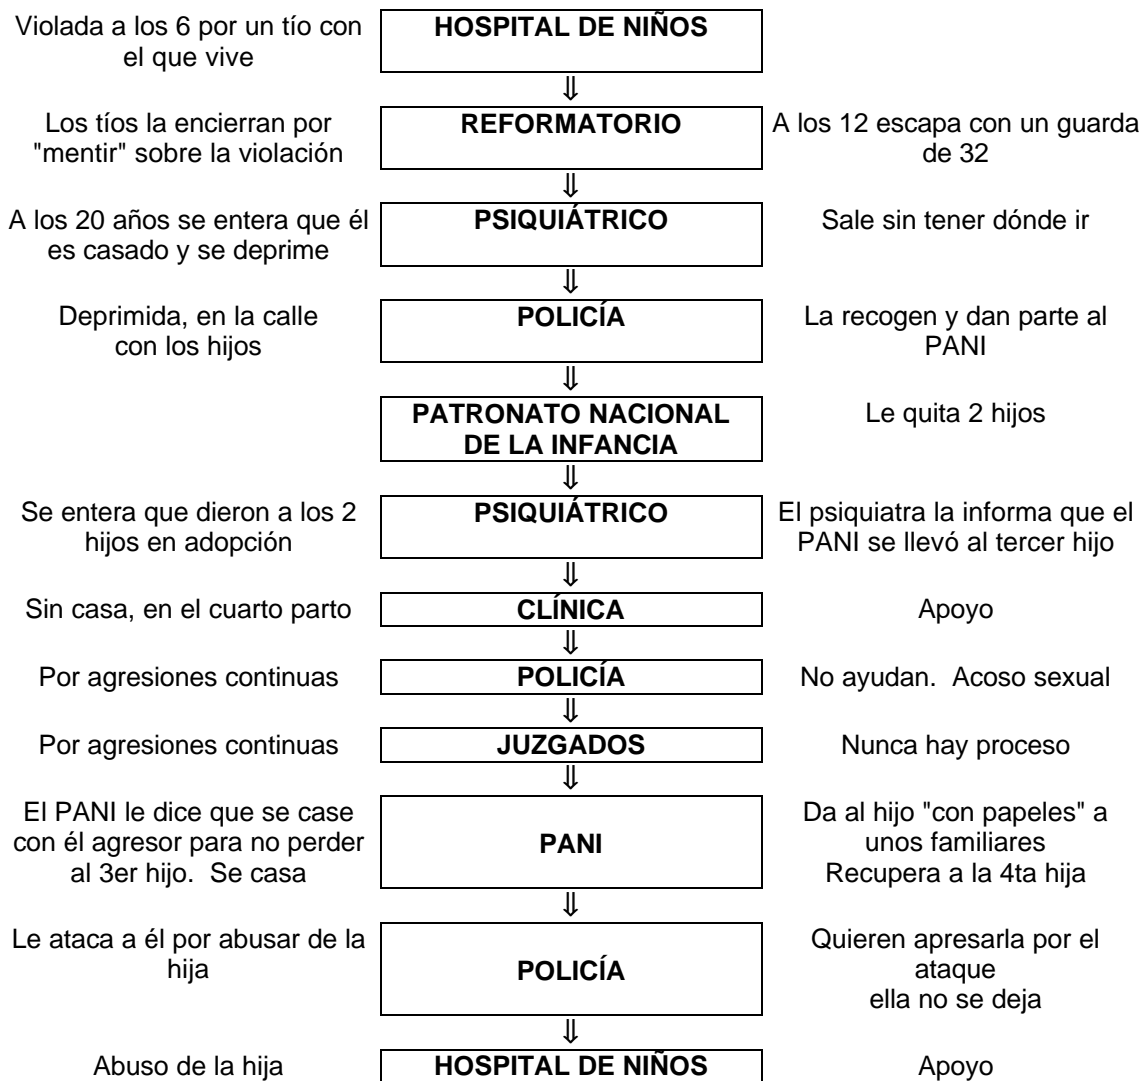 Violada a los 6 por un tío con
el que vive
HOSPITAL DE NIÑOS
⇓
Los tíos la encierran por
"mentir" sobre la violación
REFORMATORIO
A los 12 escapa con un guarda
de 32
⇓
A los 20 años se entera que él
es casado y se deprime
PSIQUIÁTRICO
Sale sin tener dónde ir
⇓
Deprimida, en la calle
con los hijos
POLICÍA
La recogen y dan parte al
PANI
⇓
PATRONATO NACIONAL
DE LA INFANCIA
Le quita 2 hijos
⇓
Se entera que dieron a los 2
hijos en adopción
PSIQUIÁTRICO
El psiquiatra la informa que el
PANI se llevó al tercer hijo
⇓
Sin casa, en el cuarto parto
CLÍNICA
Apoyo
⇓
Por agresiones continuas
POLICÍA
No ayudan.  Acoso sexual
⇓
Por agresiones continuas
JUZGADOS
Nunca hay proceso
⇓
El PANI le dice que se case
con él agresor para no perder
al 3er hijo.  Se casa
PANI
Da al hijo "con papeles" a
unos familiares
Recupera a la 4ta hija
⇓
Le ataca a él por abusar de la
hija
POLICÍA
Quieren apresarla por el
ataque
ella no se deja
⇓
Abuso de la hija
HOSPITAL DE NIÑOS
Apoyo